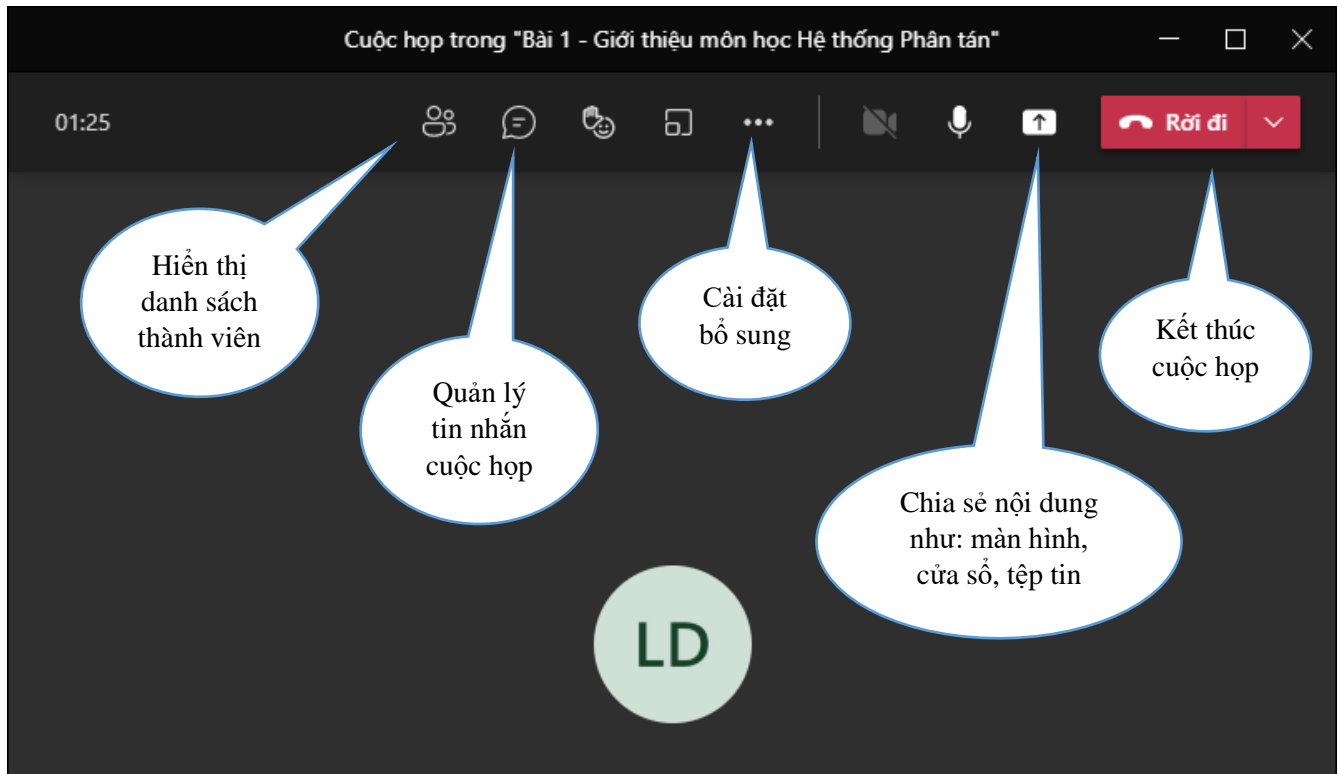 Cuộc họp trong "Bài 1 - Giới thiệu môn học Hệ thống Phân tán"
01:25
Rời đi
Hiển thị
danh sách
thành viên
Quản lý
tin nhắn
cuộc họp
Cài đặt
bổ sung
Chia sẻ nội dung
như: màn hình,
cửa sổ, tệp tin
Kết thúc
cuộc họp
LD